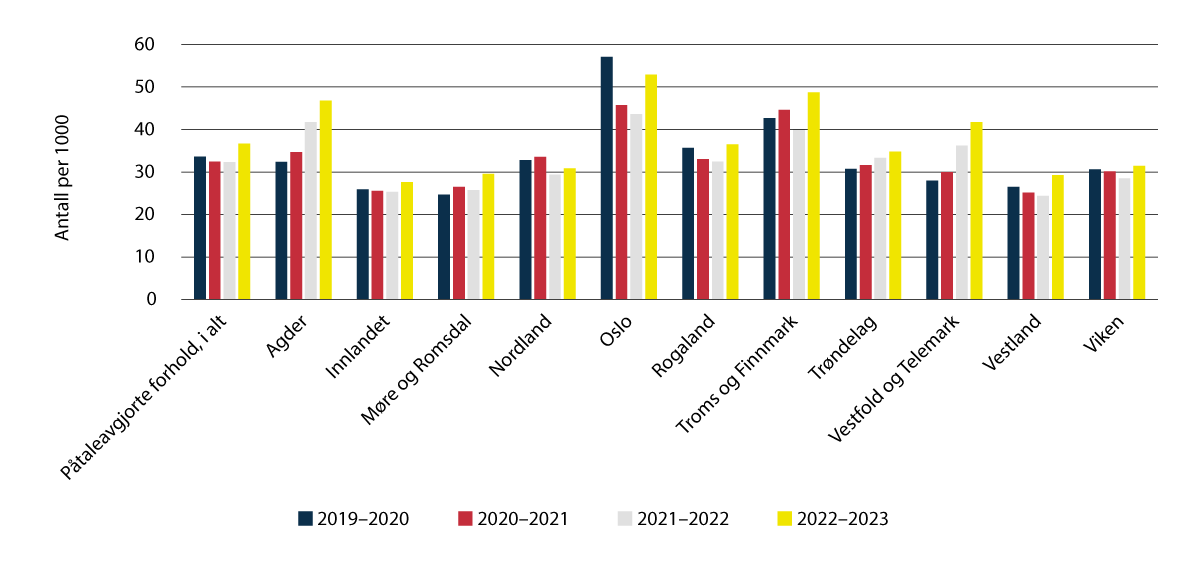 Antall per 1000
60
50
40
30
20
10
0
Påtaleavgjorte forhold, i alt
Agder
Innlandet
Møre og Romsdal
Nordland
Oslo
Rogaland
Troms og Finnmark
Trøndelag
Vestfold og Telemark
Vestland
Viken
2019–2020 2020–2021 2021–2022 2022–2023